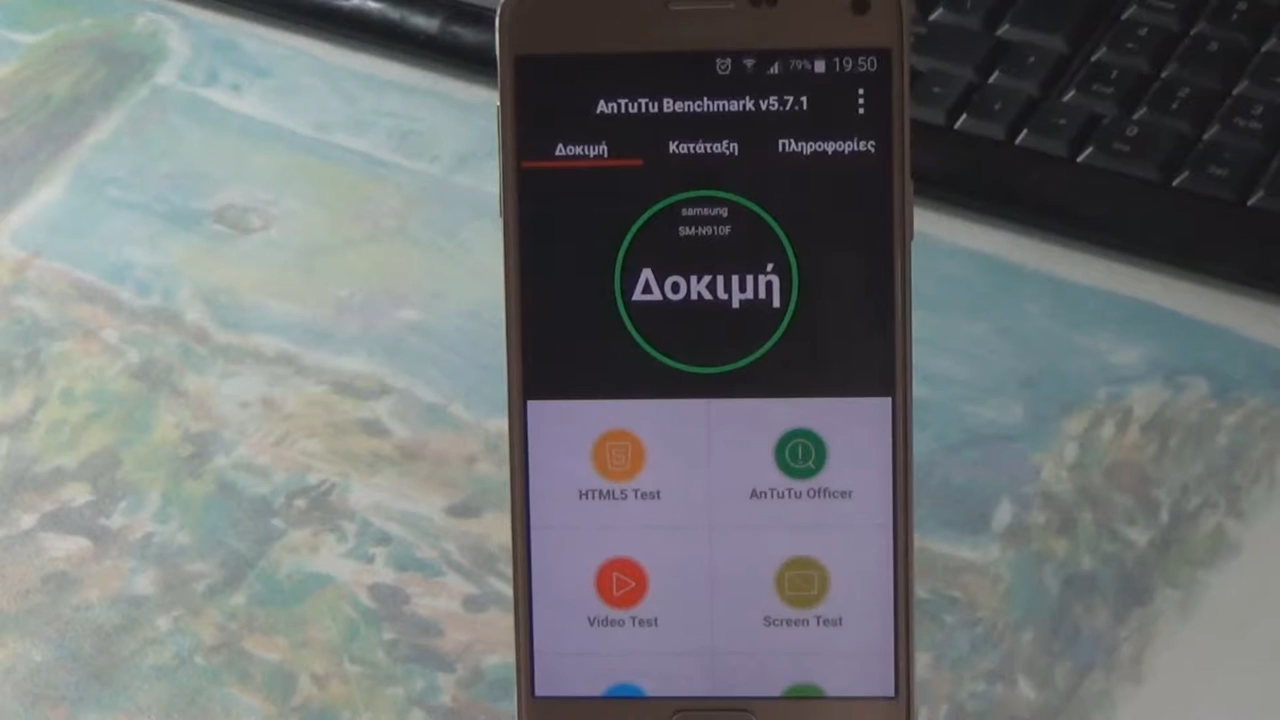 79% 19:50
AnTuTu Benchmark v5.7.1
Δοκιμή Κατάταξη Πληροφορίες
samsung
SM-N910F
Δοκιμή
HTML5 Test AnTuTu Officer
Video Test Screen Test